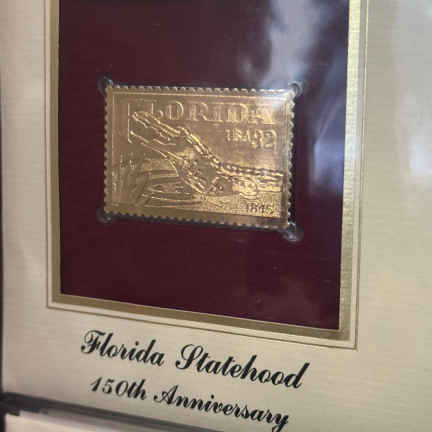 FLORIDA
USA 32
1845
Florida Statehood
150th Anniversary